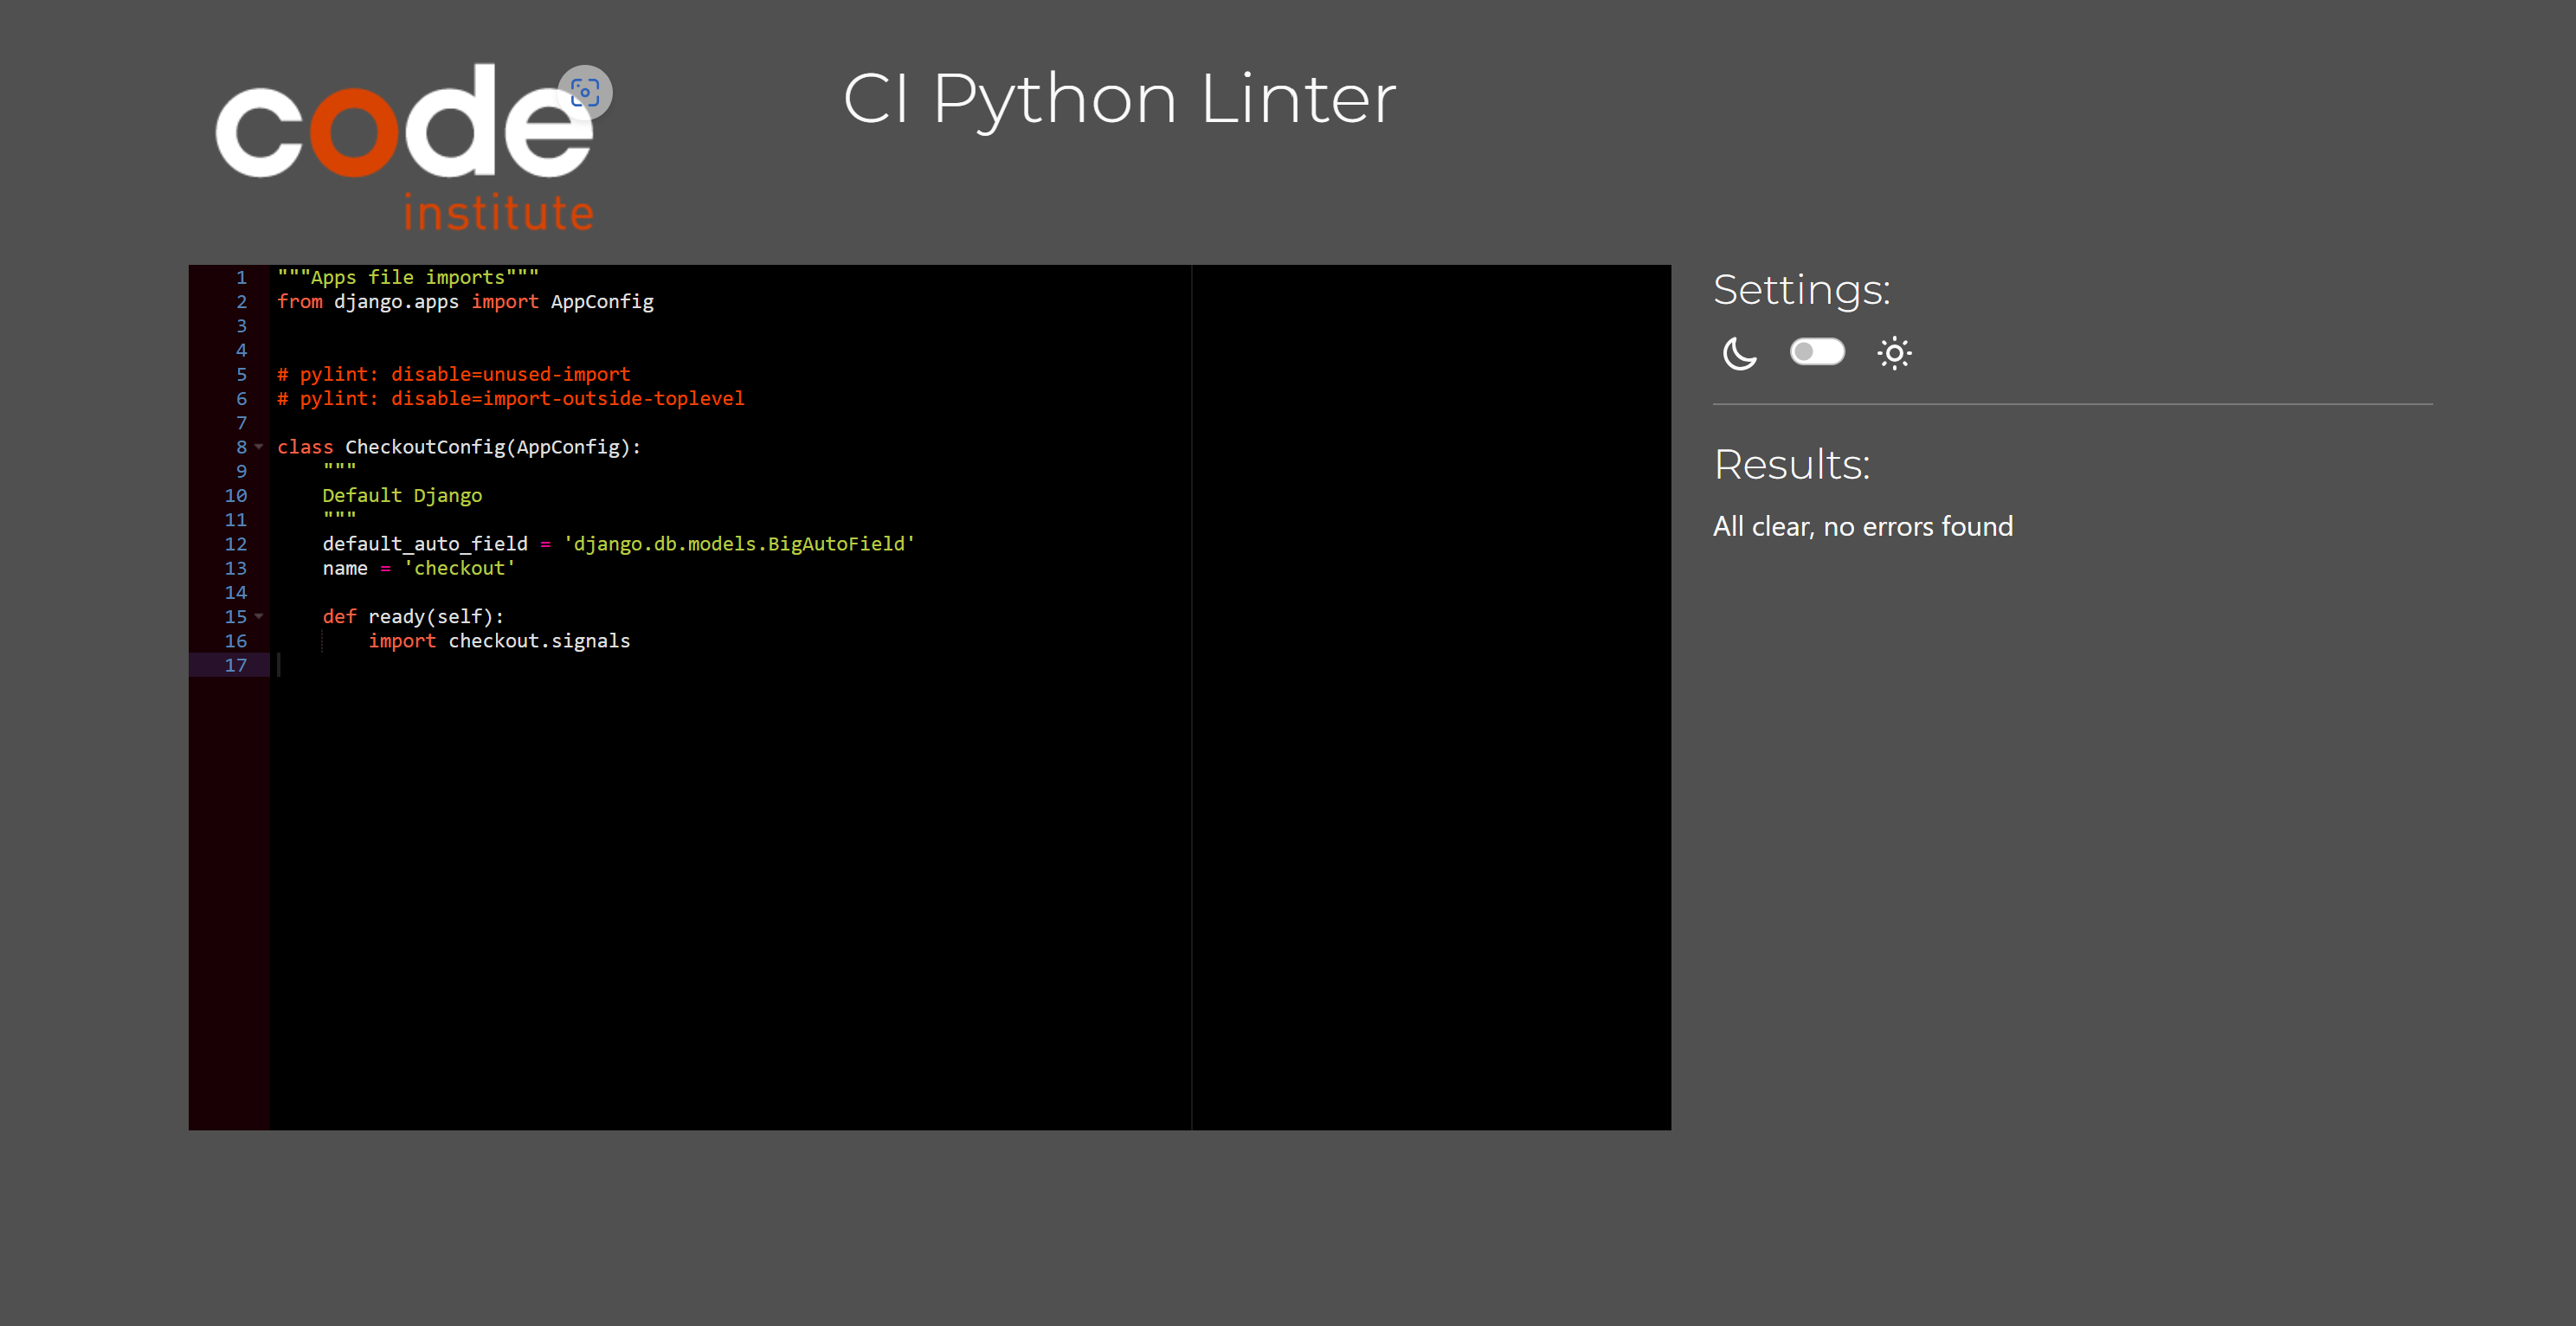 code
institute
CI Python Linter
1 """Apps file imports"""
2 from django.apps import AppConfig
3
4
5 # pylint: disable=unused-import
6 # pylint: disable=import-outside-toplevel
7
8 class CheckoutConfig(AppConfig):
9     """
10     Default Django
11     """
12     default_auto_field = 'django.db.models.BigAutoField'
13     name = 'checkout'
14
15     def ready(self):
16         import checkout.signals
17
Settings:
Results:
All clear, no errors found